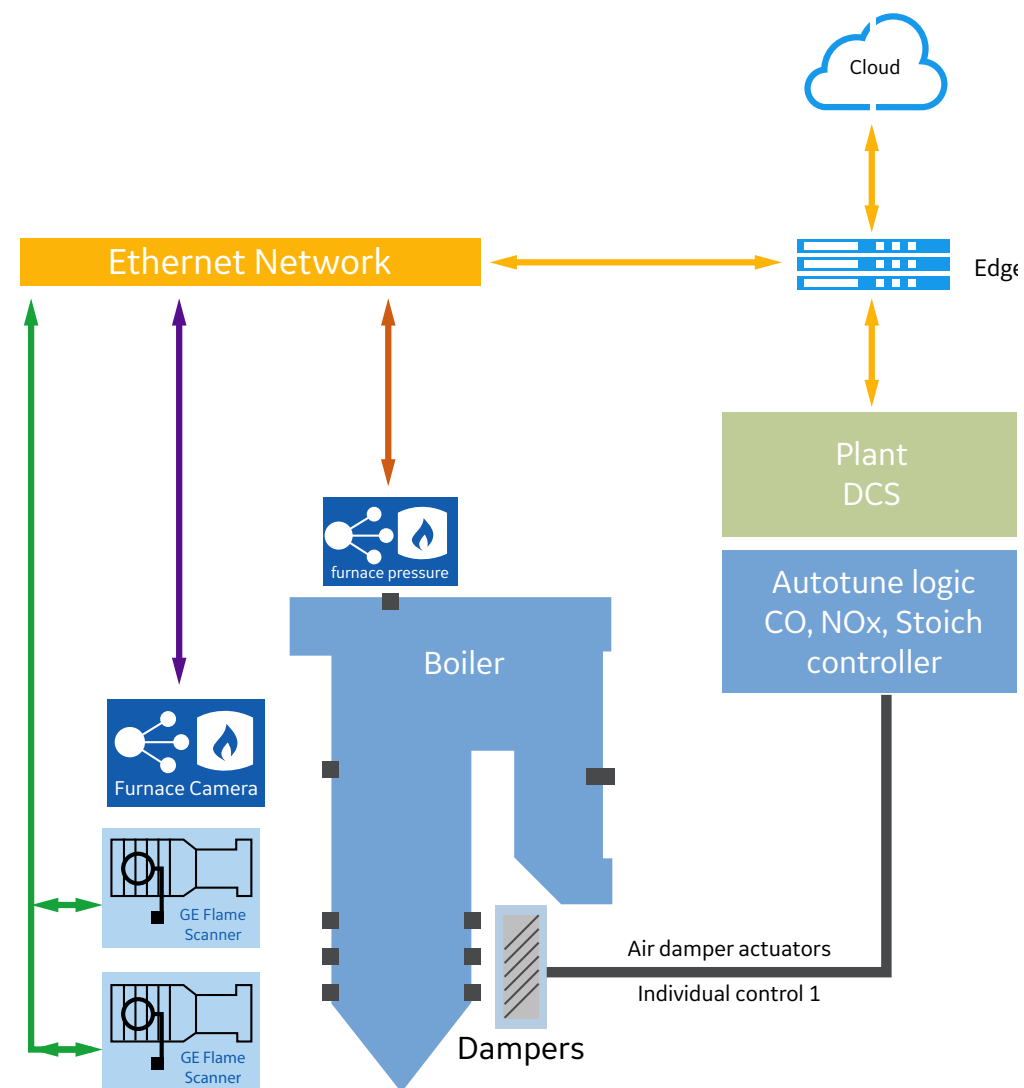 Cloud
Ethernet Network
Edge
Plant
DCS
furnace pressure
Autotune logic
CO, NOx, Stoich
controller
Boiler
Furnace Camera
GE Flame
Scanner
Air damper actuators
Individual control 1
Dampers
GE Flame
Scanner